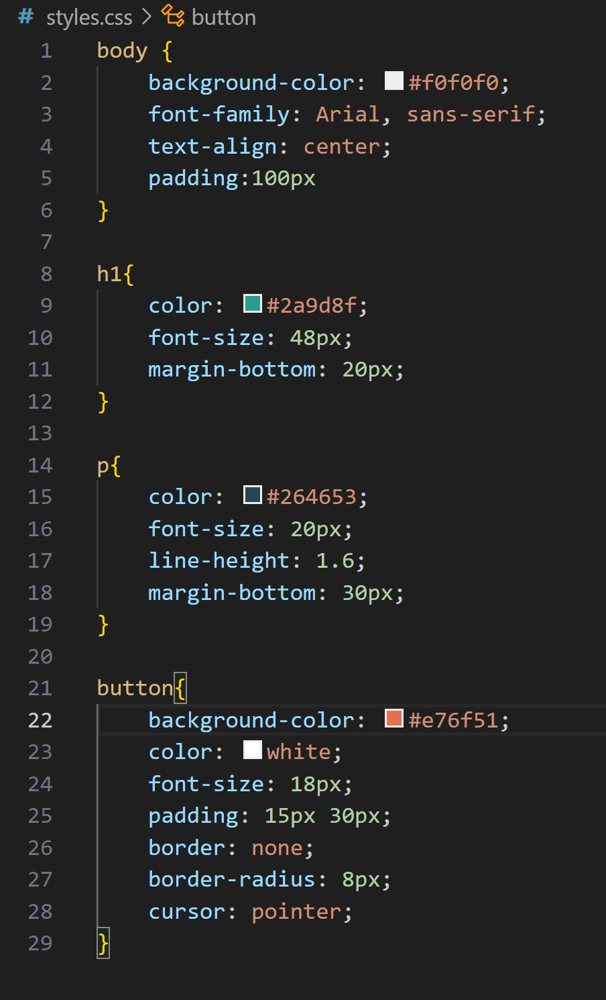 # styles.css > button
1 body {
2 background-color: #f0f0f0;
3 font-family: Arial, sans-serif;
4 text-align: center;
5 padding:100px
6 }
7
8 h1{
9 color: #2a9d8f;
10 font-size: 48px;
11 margin-bottom: 20px;
12 }
13
14 p{
15 color: #264653;
16 font-size: 20px;
17 line-height: 1.6;
18 margin-bottom: 30px;
19 }
20
21 button{
22 background-color: #e76f51;
23 color: white;
24 font-size: 18px;
25 padding: 15px 30px;
26 border: none;
27 border-radius: 8px;
28 cursor: pointer;
29 }